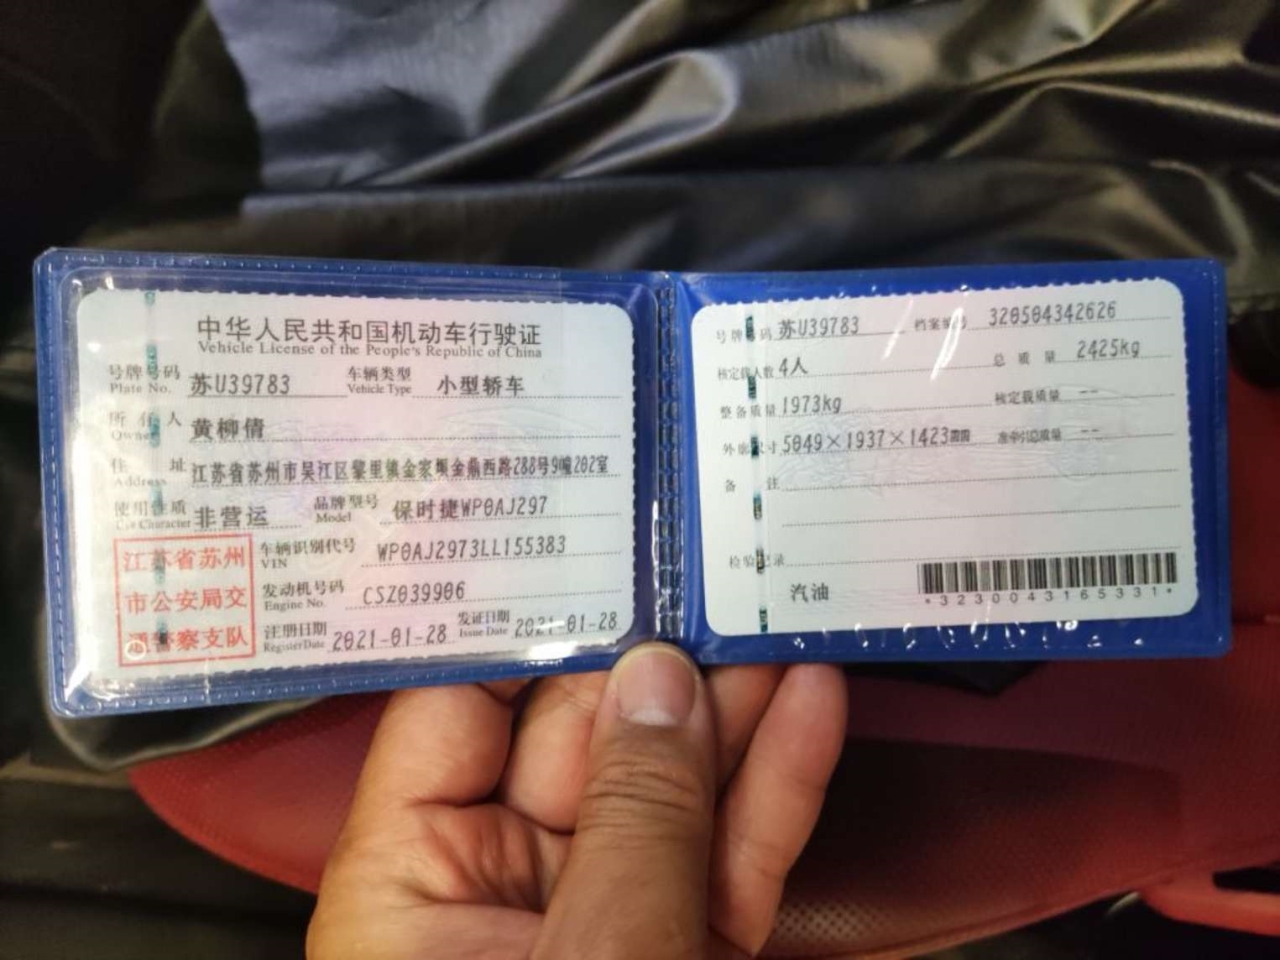 中华人民共和国机动车行驶证
Vehicle License of the People's Republic of China
号牌号码 苏U39783 车辆类型 小型轿车
Plate No. Vehicle Type
所有人 黄柳倩
Owner
住址 江苏省苏州市吴江区黎里镇金家坝金鼎西路288号9幢202室
Address
使用性质 非营运 品牌型号 保时捷WP0AJ297
Use Character Model
江苏省苏州
市公安局交
通警察支队
车辆识别代号 WP0AJ2973LL155383
VIN
发动机号码 CSZ039906
Engine No.
注册日期 2021-01-28 发证日期 2021-01-28
Register Date Issue Date
号牌号码 苏U39783 档案编号 320504342626
核定载人数 4人 总质量 2425kg
整备质量 1973kg 核定载质量 --
外廓尺寸 5049×1937×1423 准牵引总质量 --
备注
检验记录
汽油
*3230043165331*